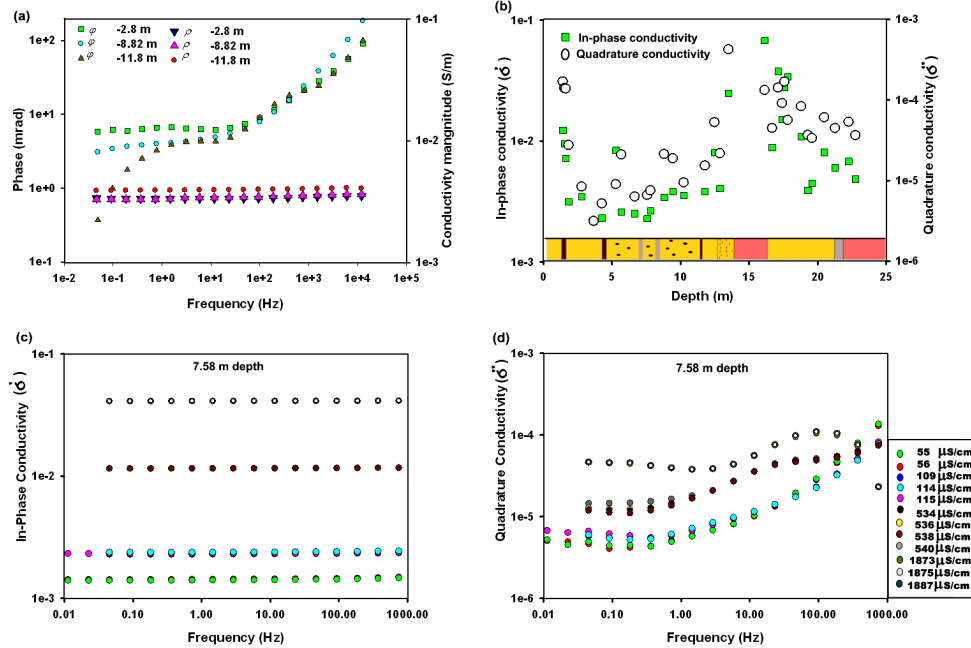 (a)
φ -2.8 m ρ -2.8 m
φ -8.82 m ρ -8.82 m
φ -11.8 m ρ -11.8 m
Phase (mrad)
1e+2
1e+1
1e+0
1e-1
1e-2 1e-1 1e+0 1e+1 1e+2 1e+3 1e+4 1e+5
Frequency (Hz)
1e-1
1e-2
1e-3
Conductivity magnitude (S/m)
(b)
In-phase conductivity
Quadrature conductivity
In-phase conductivity (σ')
1e-1
1e-2
1e-3
0 5 10 15 20 25
Depth (m)
1e-3
1e-4
1e-5
1e-6
Quadrature conductivity (σ'')
(c)
7.58 m depth
In-Phase Conductivity (σ')
1e-1
1e-2
1e-3
0.01 0.10 1.00 10.00 100.00 1000.00
Frequency (Hz)
(d)
7.58 m depth
Quadrature Conductivity (σ'')
1e-3
1e-4
1e-5
1e-6
0.01 0.10 1.00 10.00 100.00 1000.00
Frequency (Hz)
55 μS/cm
56 μS/cm
109 μS/cm
114 μS/cm
115 μS/cm
534 μS/cm
536 μS/cm
538 μS/cm
540 μS/cm
1873 μS/cm
1875 μS/cm
1887 μS/cm